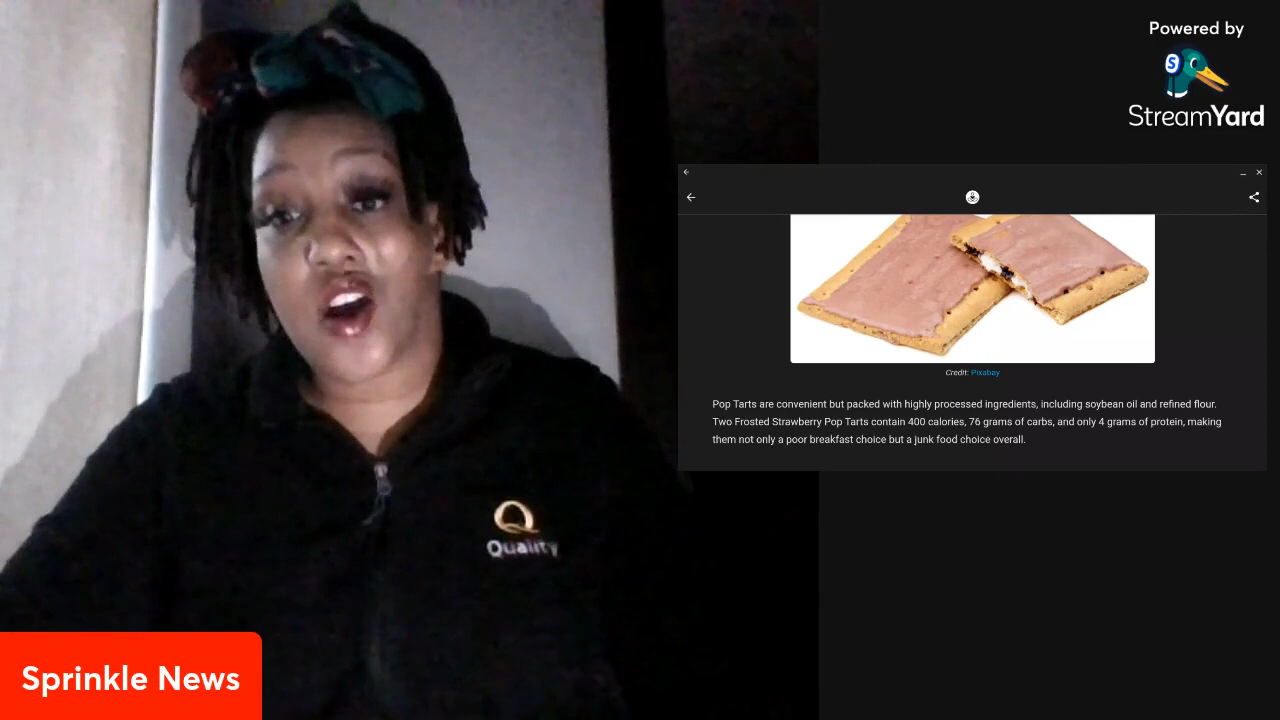 Powered by
S
StreamYard
Credit: Pixabay
Pop Tarts are convenient but packed with highly processed ingredients, including soybean oil and refined flour.
Two Frosted Strawberry Pop Tarts contain 400 calories, 76 grams of carbs, and only 4 grams of protein, making
them not only a poor breakfast choice but a junk food choice overall.
Q
Quality
Sprinkle News